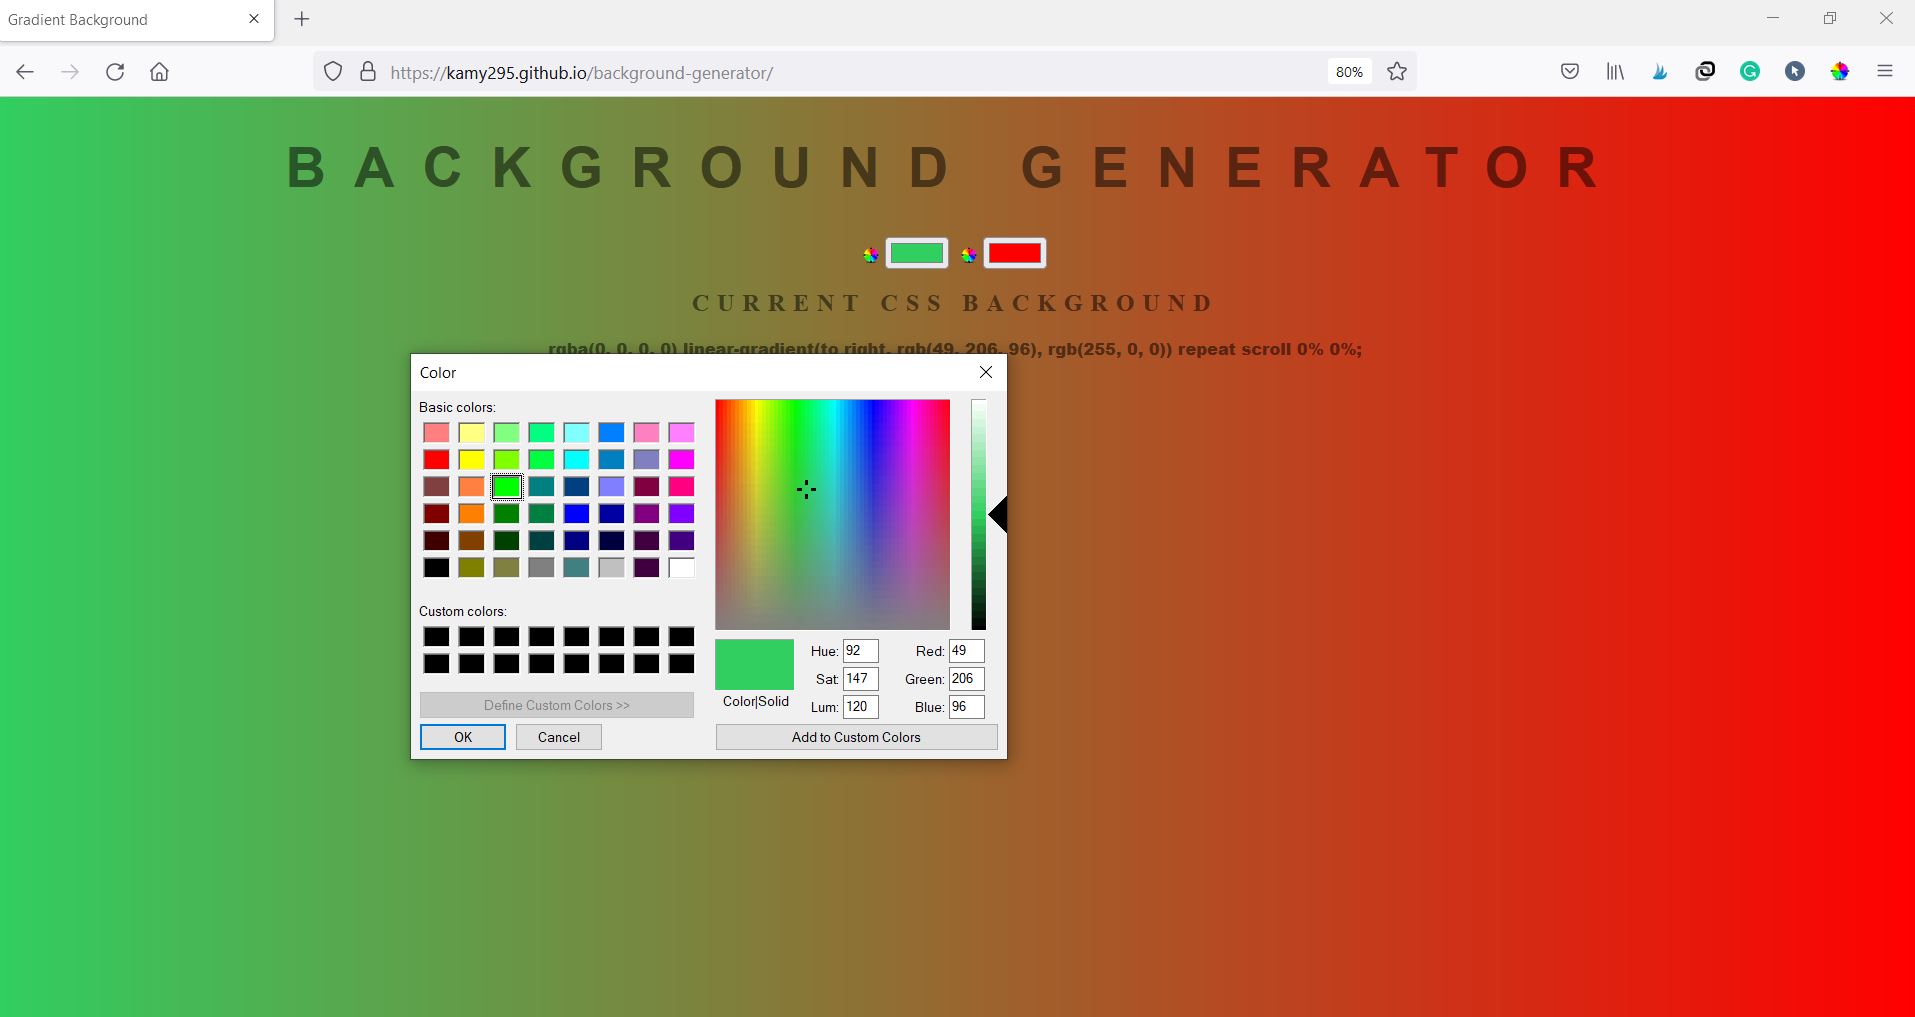 Gradient Background
https://kamy295.github.io/background-generator/
80%
BACKGROUND GENERATOR
CURRENT CSS BACKGROUND
rgba(0, 0, 0, 0) linear-gradient(to right, rgb(49, 206, 96), rgb(255, 0, 0)) repeat scroll 0% 0%;
Color
Basic colors:
Custom colors:
Define Custom Colors >>
OK
Cancel
Color|Solid
Hue: 92
Sat: 147
Lum: 120
Red: 49
Green: 206
Blue: 96
Add to Custom Colors